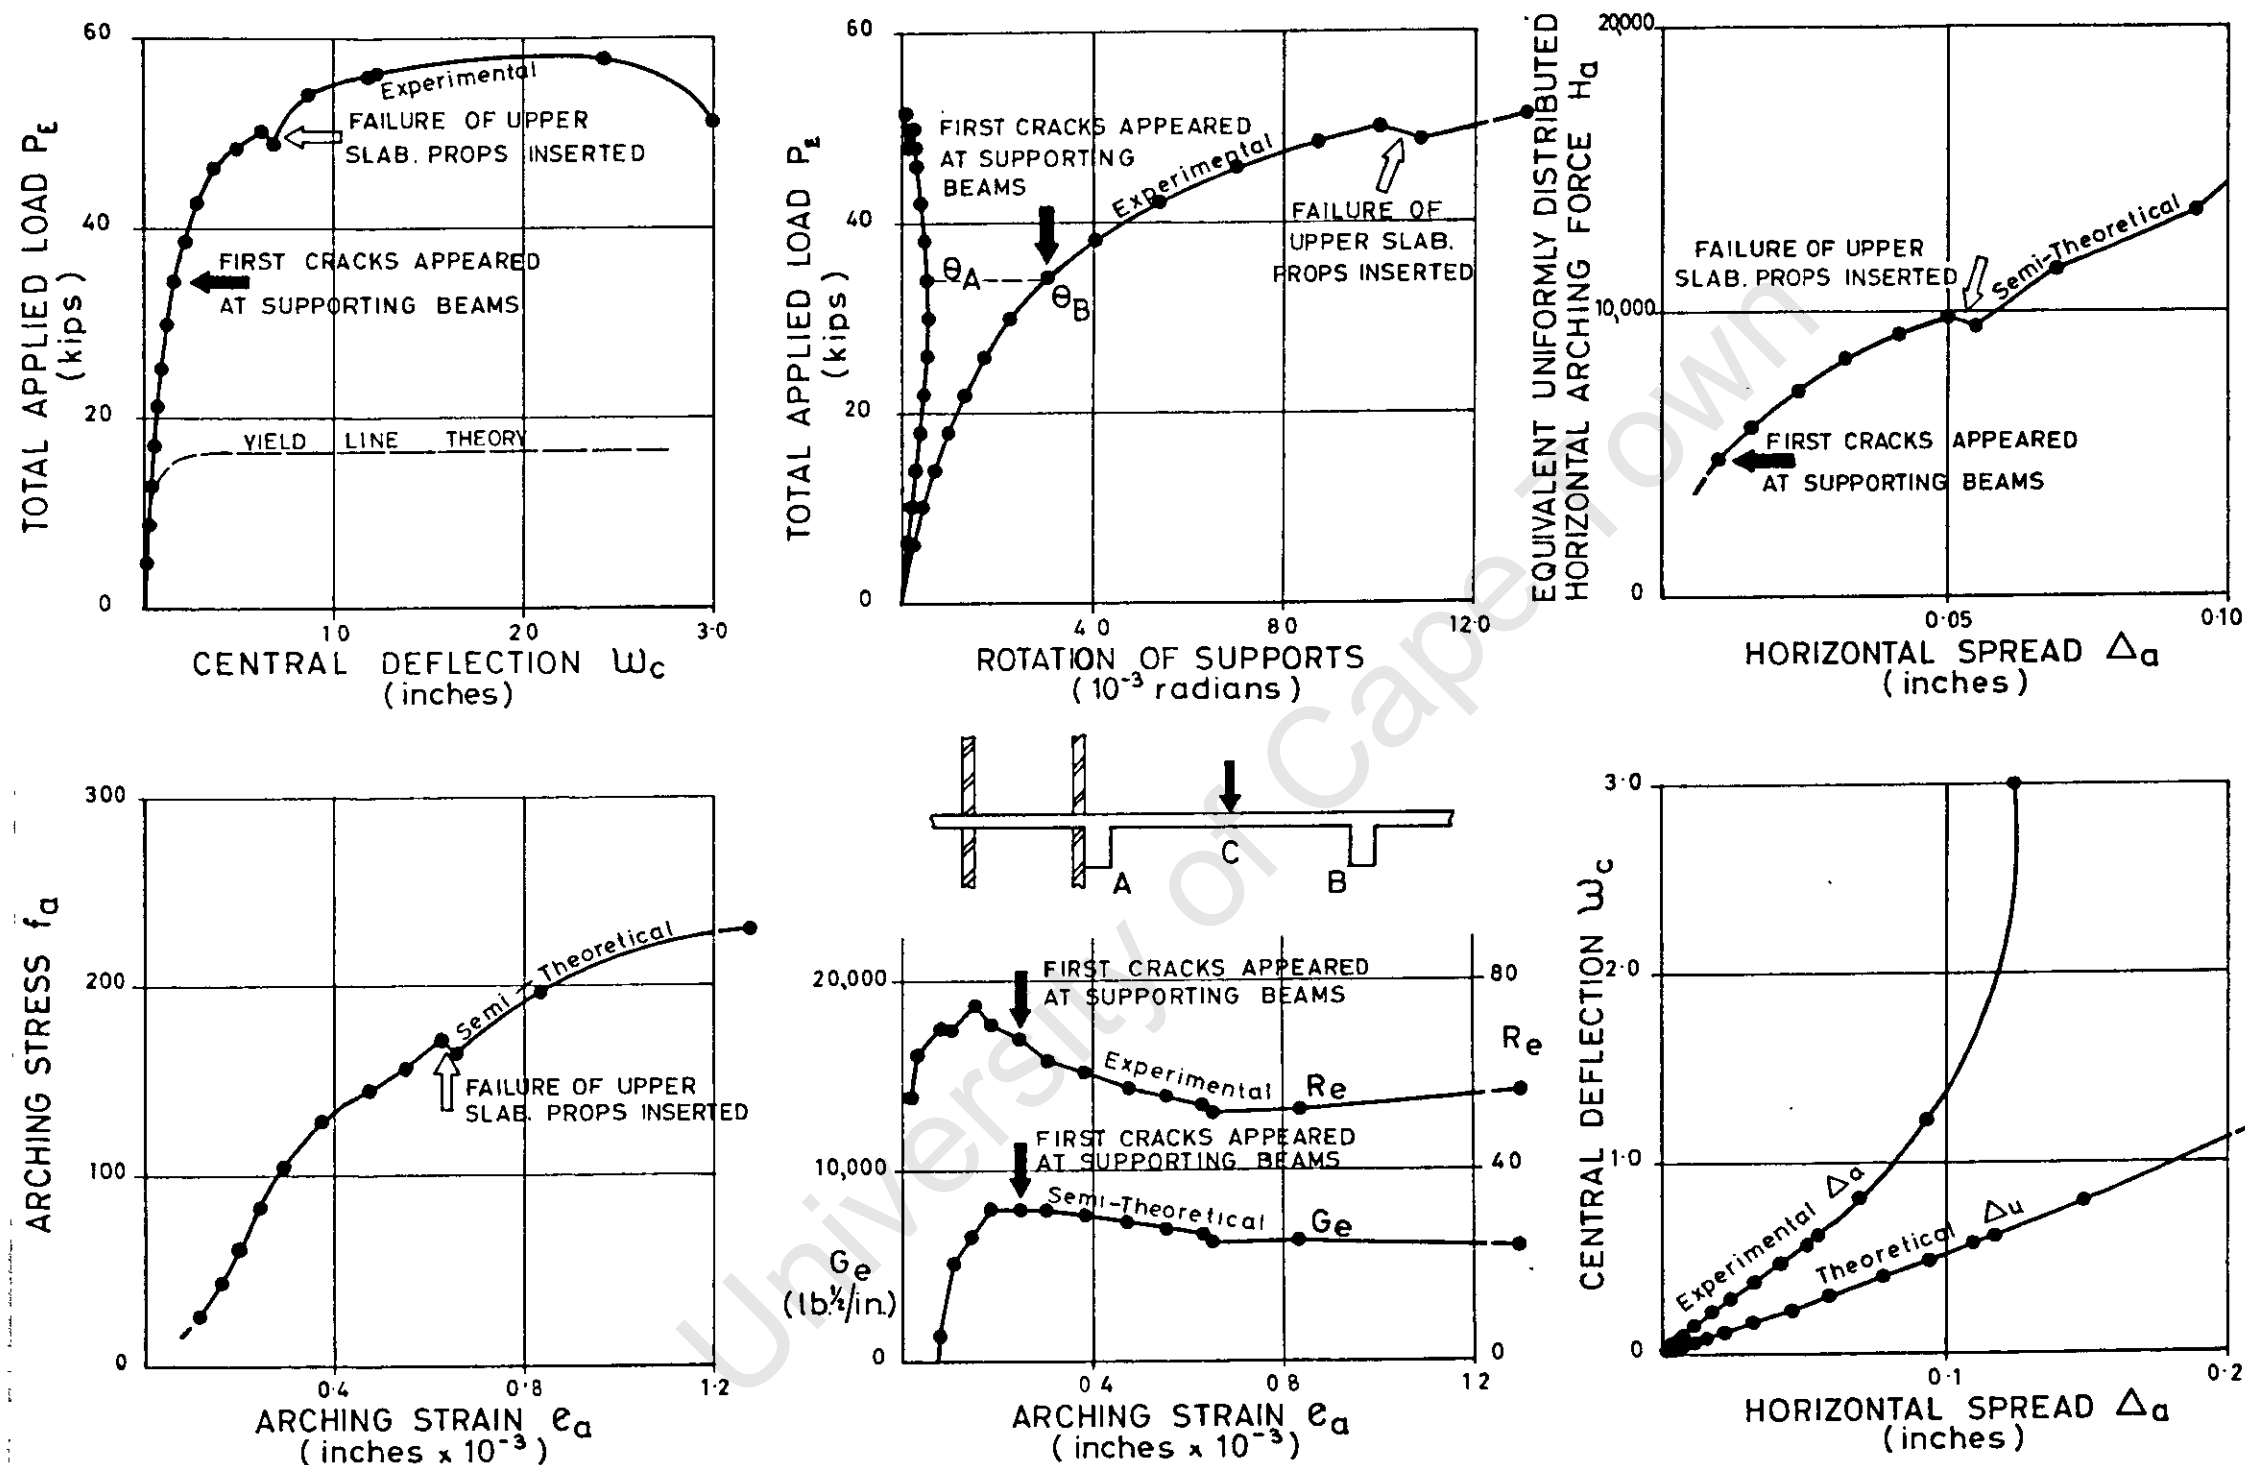 TOTAL APPLIED LOAD P_E
(kips)
60
40
20
0
Experimental
FAILURE OF UPPER
SLAB. PROPS INSERTED
FIRST CRACKS APPEARED
AT SUPPORTING BEAMS
YIELD LINE THEORY
10
20
3·0
CENTRAL DEFLECTION ω_c
(inches)
TOTAL APPLIED LOAD P_E
(kips)
60
40
20
0
FIRST CRACKS APPEARED
AT SUPPORTING
BEAMS
Experimental
θ_A
θ_B
FAILURE OF
UPPER SLAB.
PROPS INSERTED
40
80
12·0
ROTATION OF SUPPORTS
(10⁻³ radians)
EQUIVALENT UNIFORMLY DISTRIBUTED
HORIZONTAL ARCHING FORCE H_a
20,000
10,000
0
FAILURE OF UPPER
SLAB. PROPS INSERTED
Semi-Theoretical
FIRST CRACKS APPEARED
AT SUPPORTING BEAMS
0·05
0·10
HORIZONTAL SPREAD Δ_a
(inches)
ARCHING STRESS f_a
300
200
100
0
Semi-Theoretical
FAILURE OF UPPER
SLAB. PROPS INSERTED
0·4
0·8
1·2
ARCHING STRAIN e_a
(inches x 10⁻³)
A
C
B
20,000
10,000
G_e
(lb.½/in.)
0
FIRST CRACKS APPEARED
AT SUPPORTING BEAMS
Experimental
R_e
FIRST CRACKS APPEARED
AT SUPPORTING BEAMS
Semi-Theoretical
G_e
80
R_e
40
0
0·4
0·8
12
ARCHING STRAIN e_a
(inches x 10⁻³)
CENTRAL DEFLECTION ω_c
3·0
2·0
1·0
0
Experimental Δ_a
Theoretical Δ_u
0·1
0·2
HORIZONTAL SPREAD Δ_a
(inches)
University of Cape Town